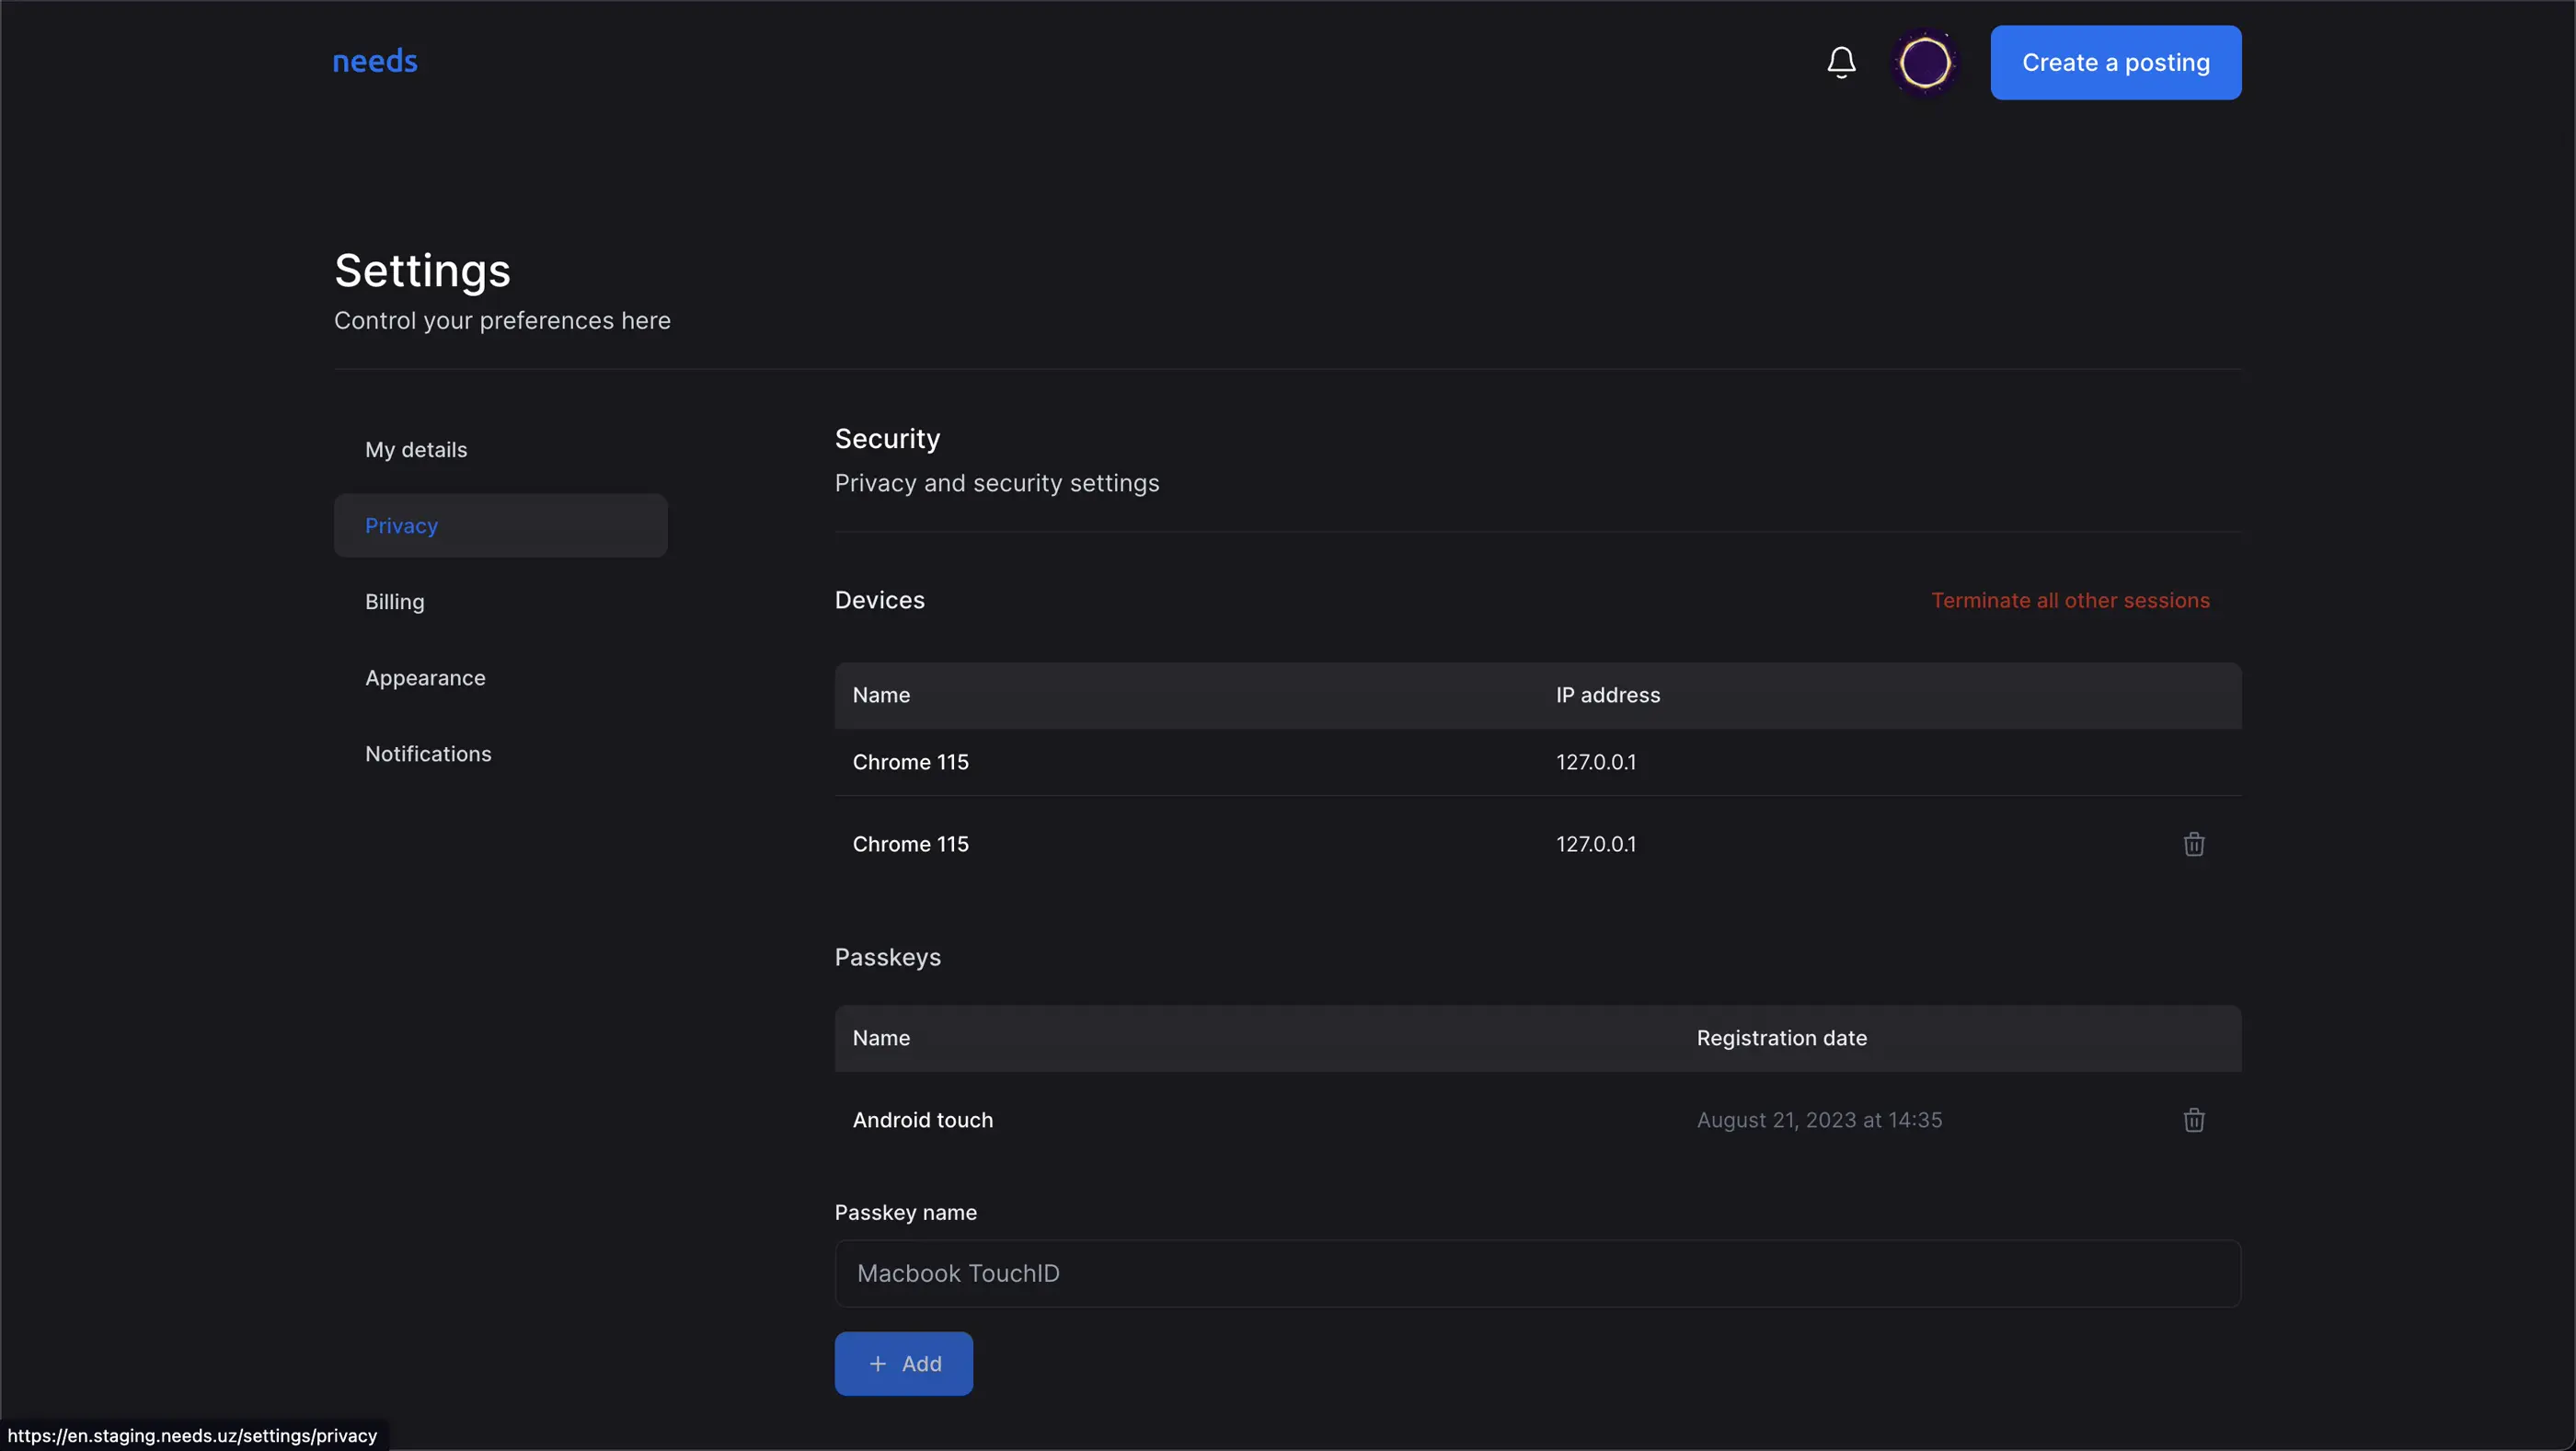 needs
Create a posting
Settings
Control your preferences here
My details
Privacy
Billing
Appearance
Notifications
Security
Privacy and security settings
Devices
Terminate all other sessions
Name IP address
Chrome 115 127.0.0.1
Chrome 115 127.0.0.1
Passkeys
Name Registration date
Android touch August 21, 2023 at 14:35
Passkey name
Macbook TouchID
+ Add
https://en.staging.needs.uz/settings/privacy